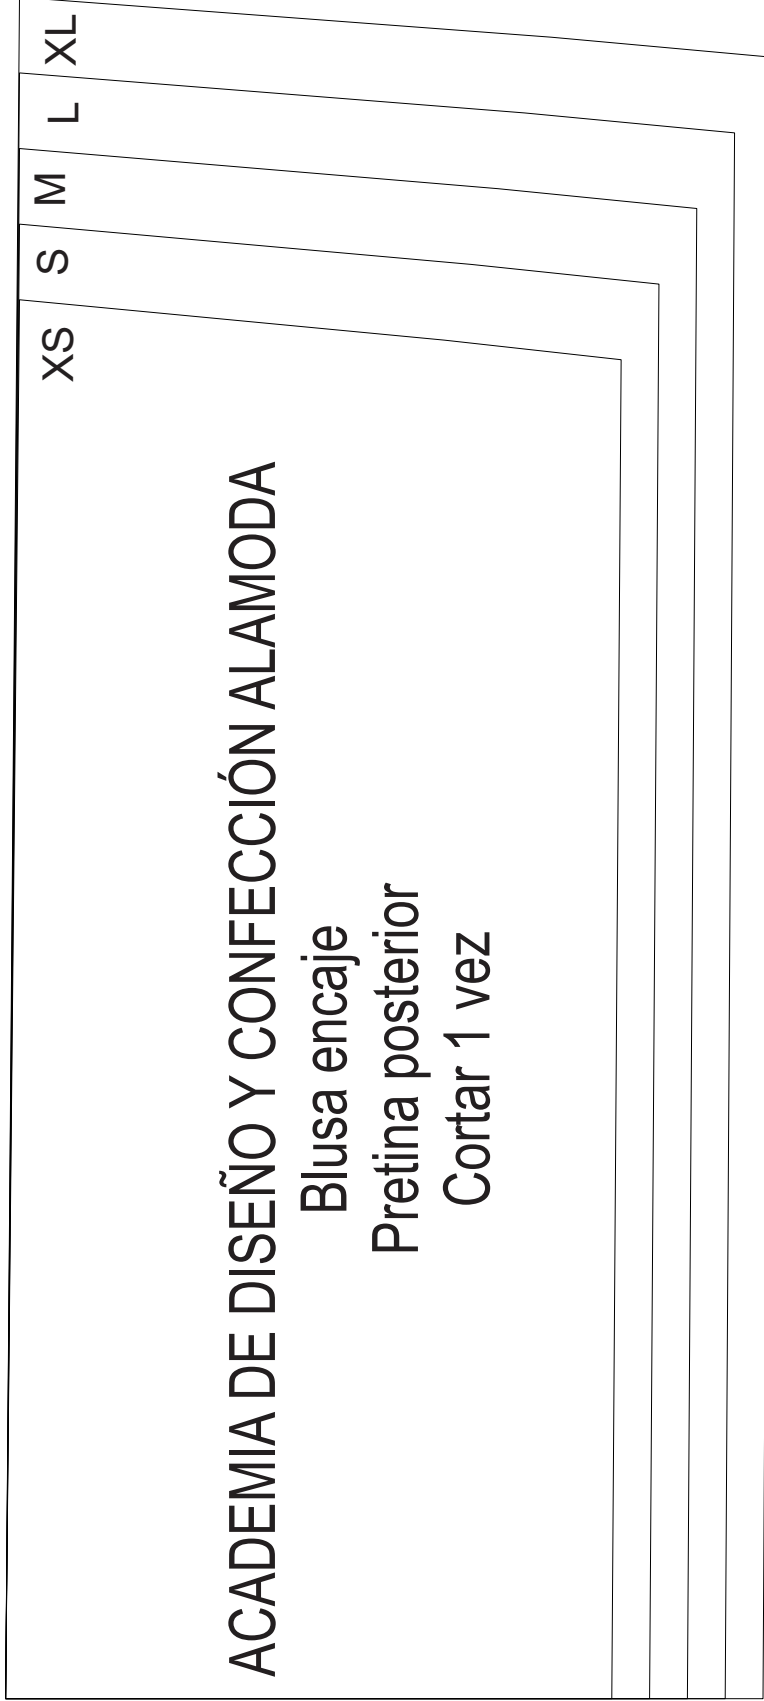 XL
L
M
S
XS
ACADEMIA DE DISEÑO Y CONFECCIÓN ALAMODA
Blusa encaje
Pretina posterior
Cortar 1 vez